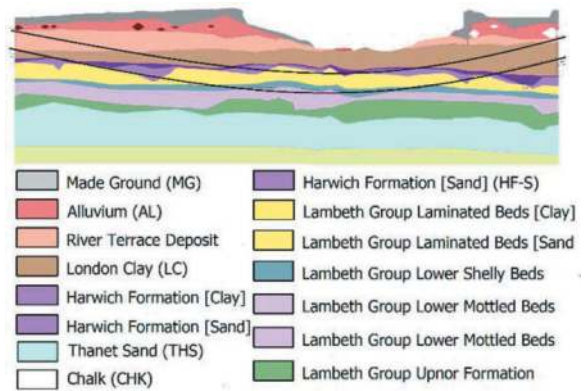 Made Ground (MG)
Alluvium (AL)
River Terrace Deposit
London Clay (LC)
Harwich Formation [Clay]
Harwich Formation [Sand]
Thanet Sand (THS)
Chalk (CHK)
Harwich Formation [Sand] (HF-S)
Lambeth Group Laminated Beds [Clay]
Lambeth Group Laminated Beds [Sand
Lambeth Group Lower Shelly Beds
Lambeth Group Lower Mottled Beds
Lambeth Group Lower Mottled Beds
Lambeth Group Upnor Formation